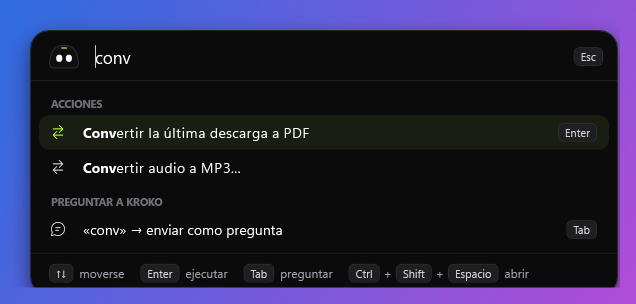 conv
Esc
ACCIONES
Convertir la última descarga a PDF
Enter
Convertir audio a MP3...
PREGUNTAR A KROKO
«conv» → enviar como pregunta
Tab
↑↓ moverse Enter ejecutar Tab preguntar Ctrl + Shift + Espacio abrir